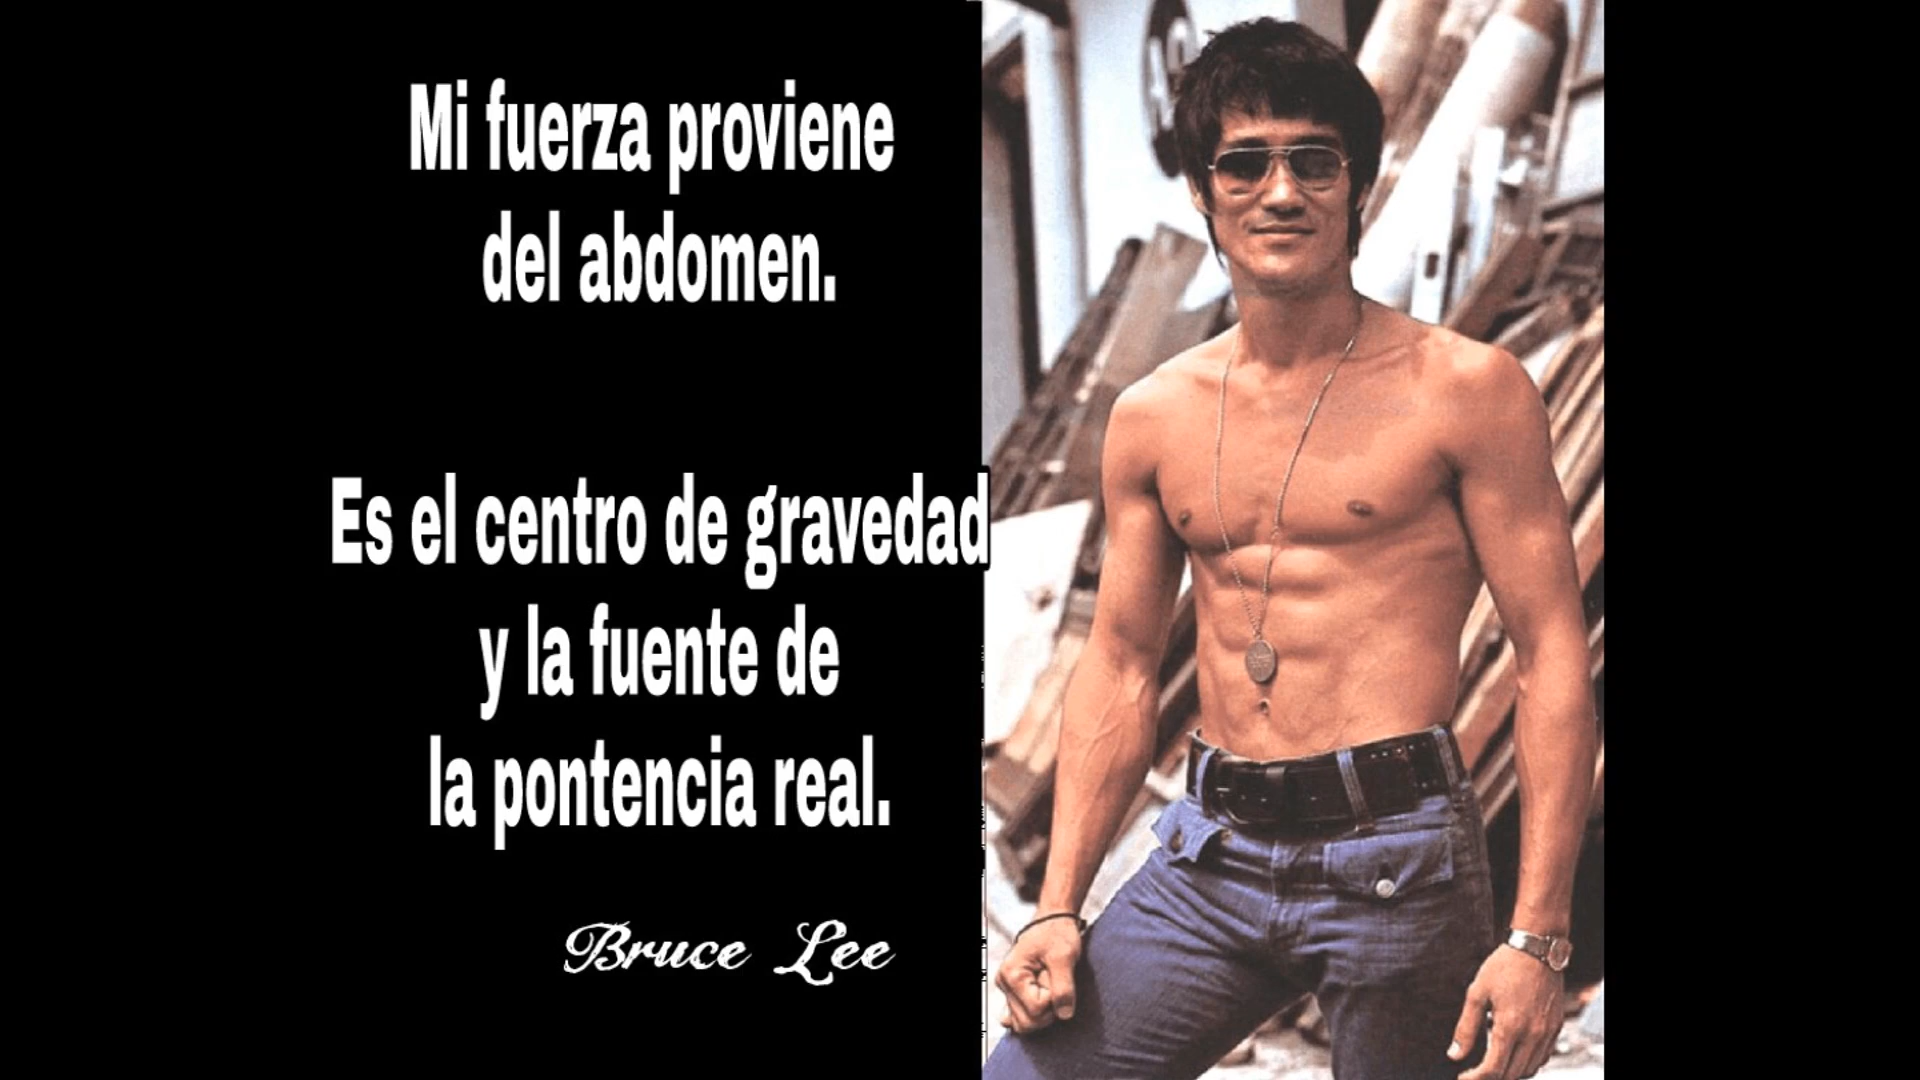 Mi fuerza proviene
del abdomen.
Es el centro de gravedad
y la fuente de
la pontencia real.
Bruce Lee